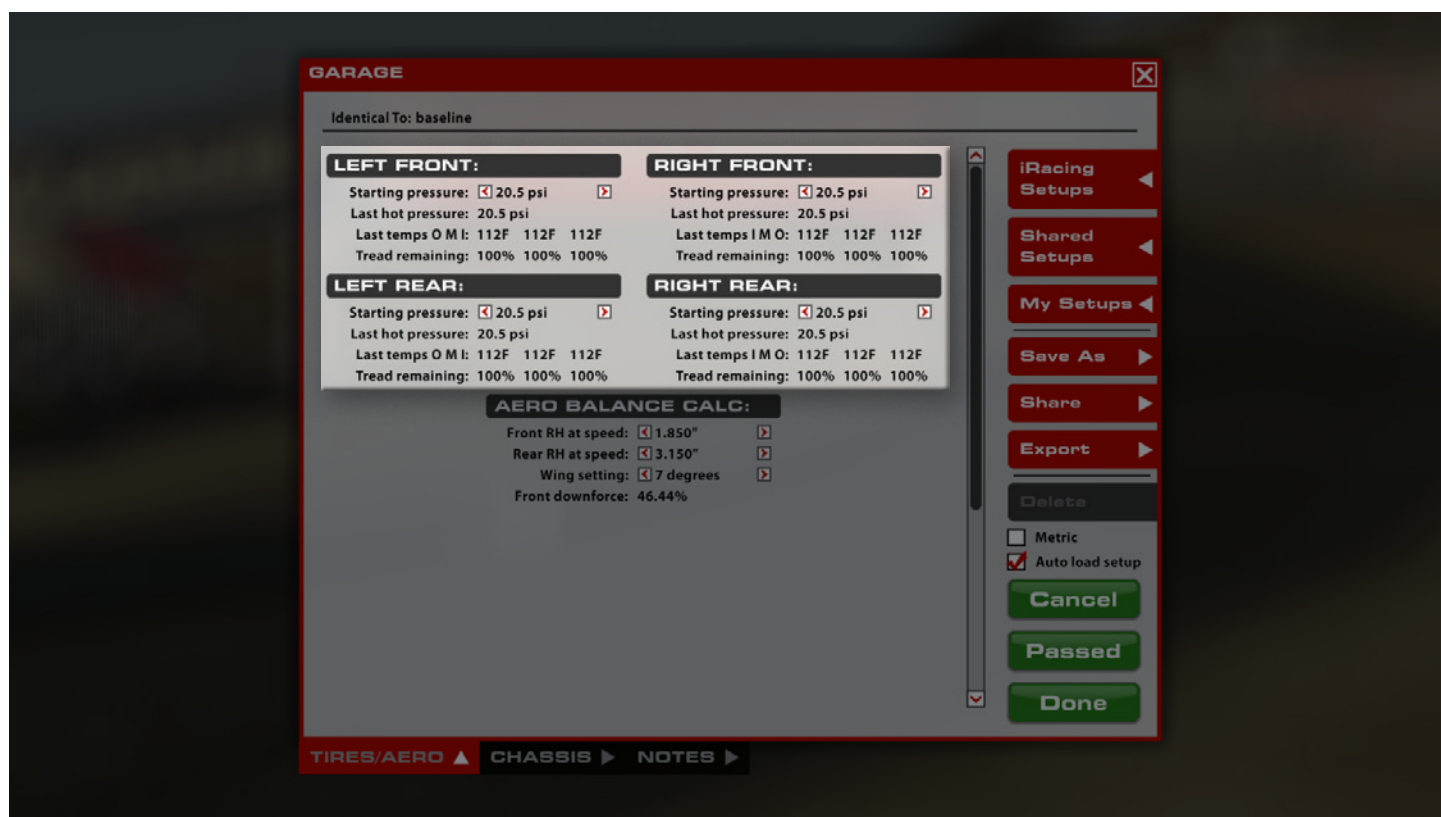 GARAGE
Identical To: baseline
LEFT FRONT:
Starting pressure: 20.5 psi
Last hot pressure: 20.5 psi
Last temps O M I: 112F 112F 112F
Tread remaining: 100% 100% 100%
RIGHT FRONT:
Starting pressure: 20.5 psi
Last hot pressure: 20.5 psi
Last temps I M O: 112F 112F 112F
Tread remaining: 100% 100% 100%
LEFT REAR:
Starting pressure: 20.5 psi
Last hot pressure: 20.5 psi
Last temps O M I: 112F 112F 112F
Tread remaining: 100% 100% 100%
RIGHT REAR:
Starting pressure: 20.5 psi
Last hot pressure: 20.5 psi
Last temps I M O: 112F 112F 112F
Tread remaining: 100% 100% 100%
AERO BALANCE CALC:
Front RH at speed: 1.850"
Rear RH at speed: 3.150"
Wing setting: 7 degrees
Front downforce: 46.44%
iRacing
Setups
Shared
Setups
My Setups
Save As
Share
Export
Delete
Metric
Auto load setup
Cancel
Passed
Done
TIRES/AERO CHASSIS NOTES